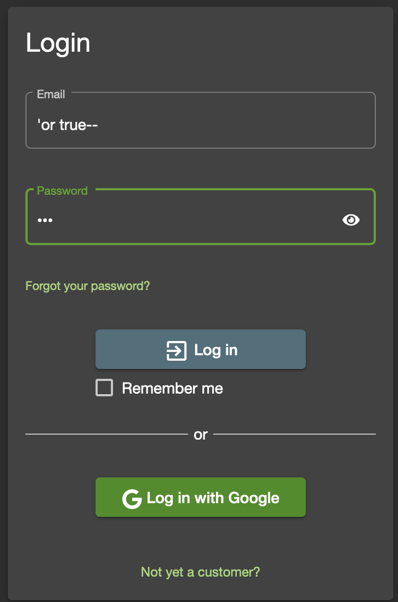 Login
Email
'or true--
Password
•••
Forgot your password?
Log in
Remember me
or
G Log in with Google
Not yet a customer?